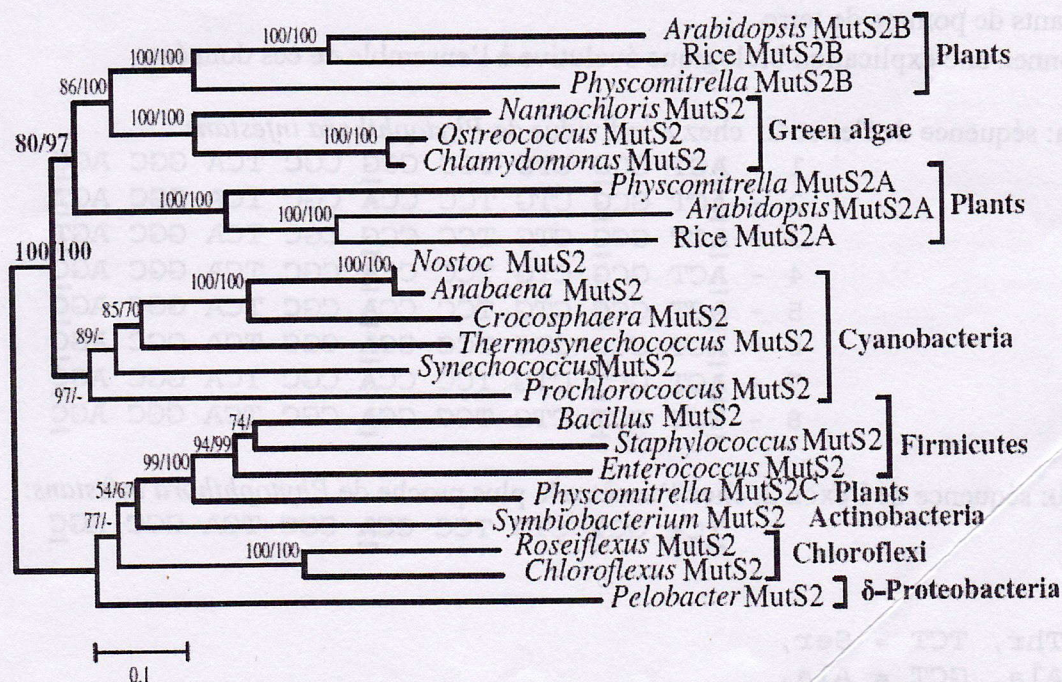 100/100
Arabidopsis MutS2B
100/100
Rice MutS2B
Plants
86/100
Physcomitrella MutS2B
100/100
Nannochloris MutS2
80/97
100/100
Ostreococcus MutS2
Green algae
Chlamydomonas MutS2
100/100
Physcomitrella MutS2A
100/100
Arabidopsis MutS2A
Plants
Rice MutS2A
100 100
100/100
Nostoc MutS2
100/100
Anabaena MutS2
85/70
Crocosphaera MutS2
89/-
Thermosynechococcus MutS2
Cyanobacteria
Synechococcus MutS2
97/-
Prochlorococcus MutS2
74/-
Bacillus MutS2
94/99
Staphylococcus MutS2
Firmicutes
99/100
Enterococcus MutS2
54/67
Physcomitrella MutS2C Plants
77/-
Symbiobacterium MutS2 Actinobacteria
100/100
Roseiflexus MutS2
Chloroflexi
Chloroflexus MutS2
Pelobacter MutS2
δ-Proteobacteria
0.1